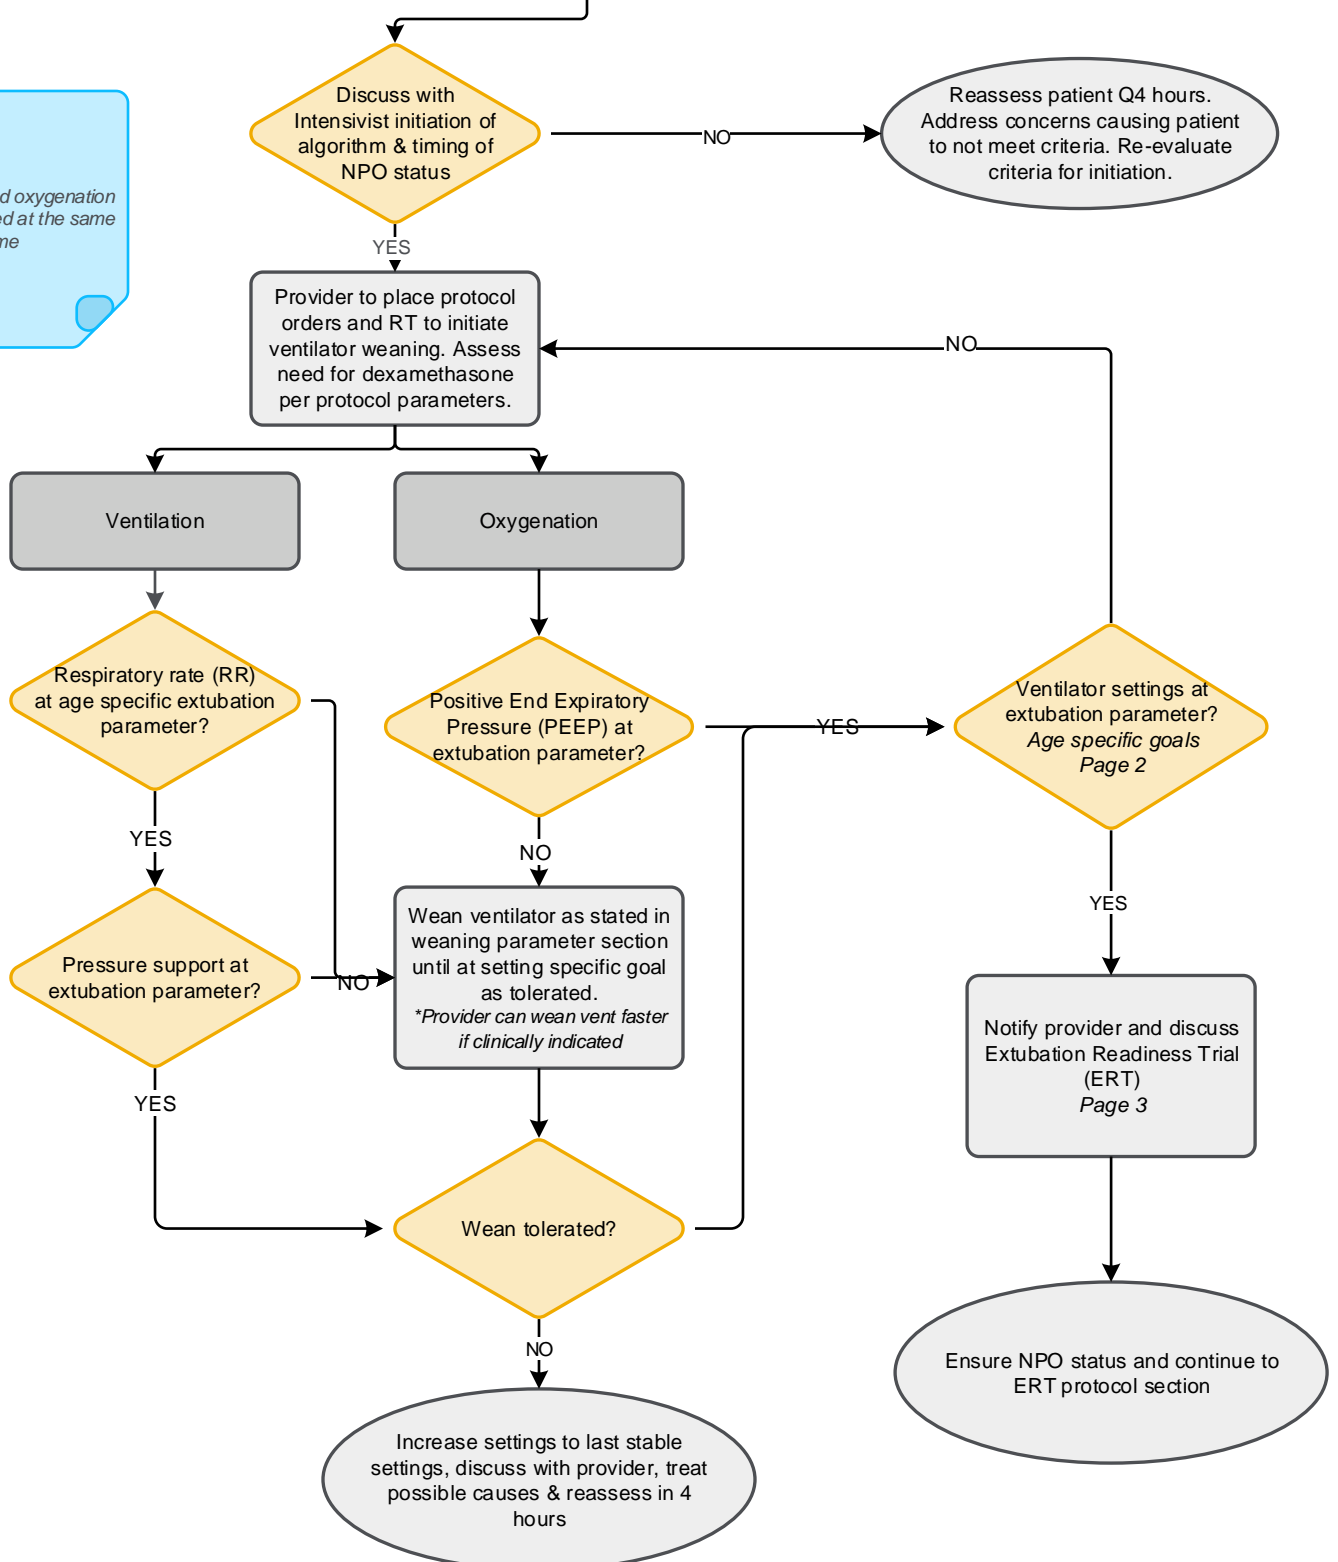 Discuss with
Intensivist initiation of
algorithm & timing of
NPO status
NO
Reassess patient Q4 hours.
Address concerns causing patient
to not meet criteria. Re-evaluate
criteria for initiation.
oxygenation
at the same
YES
Provider to place protocol
orders and RT to initiate
ventilator weaning. Assess
need for dexamethasone
per protocol parameters.
NO
Ventilation
Oxygenation
Respiratory rate (RR)
at age specific extubation
parameter?
Positive End Expiratory
Pressure (PEEP) at
extubation parameter?
YES
Ventilator settings at
extubation parameter?
Age specific goals
Page 2
YES
NO
YES
Pressure support at
extubation parameter?
NO
Wean ventilator as stated in
weaning parameter section
until at setting specific goal
as tolerated.
*Provider can wean vent faster
if clinically indicated
Notify provider and discuss
Extubation Readiness Trial
(ERT)
Page 3
YES
Wean tolerated?
NO
Ensure NPO status and continue to
ERT protocol section
Increase settings to last stable
settings, discuss with provider, treat
possible causes & reassess in 4
hours